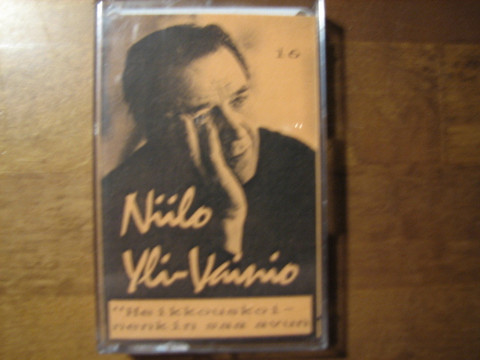 16
Niilo
Yli-Vainio
"Heikkouskoi-
nenkin saa avun
"